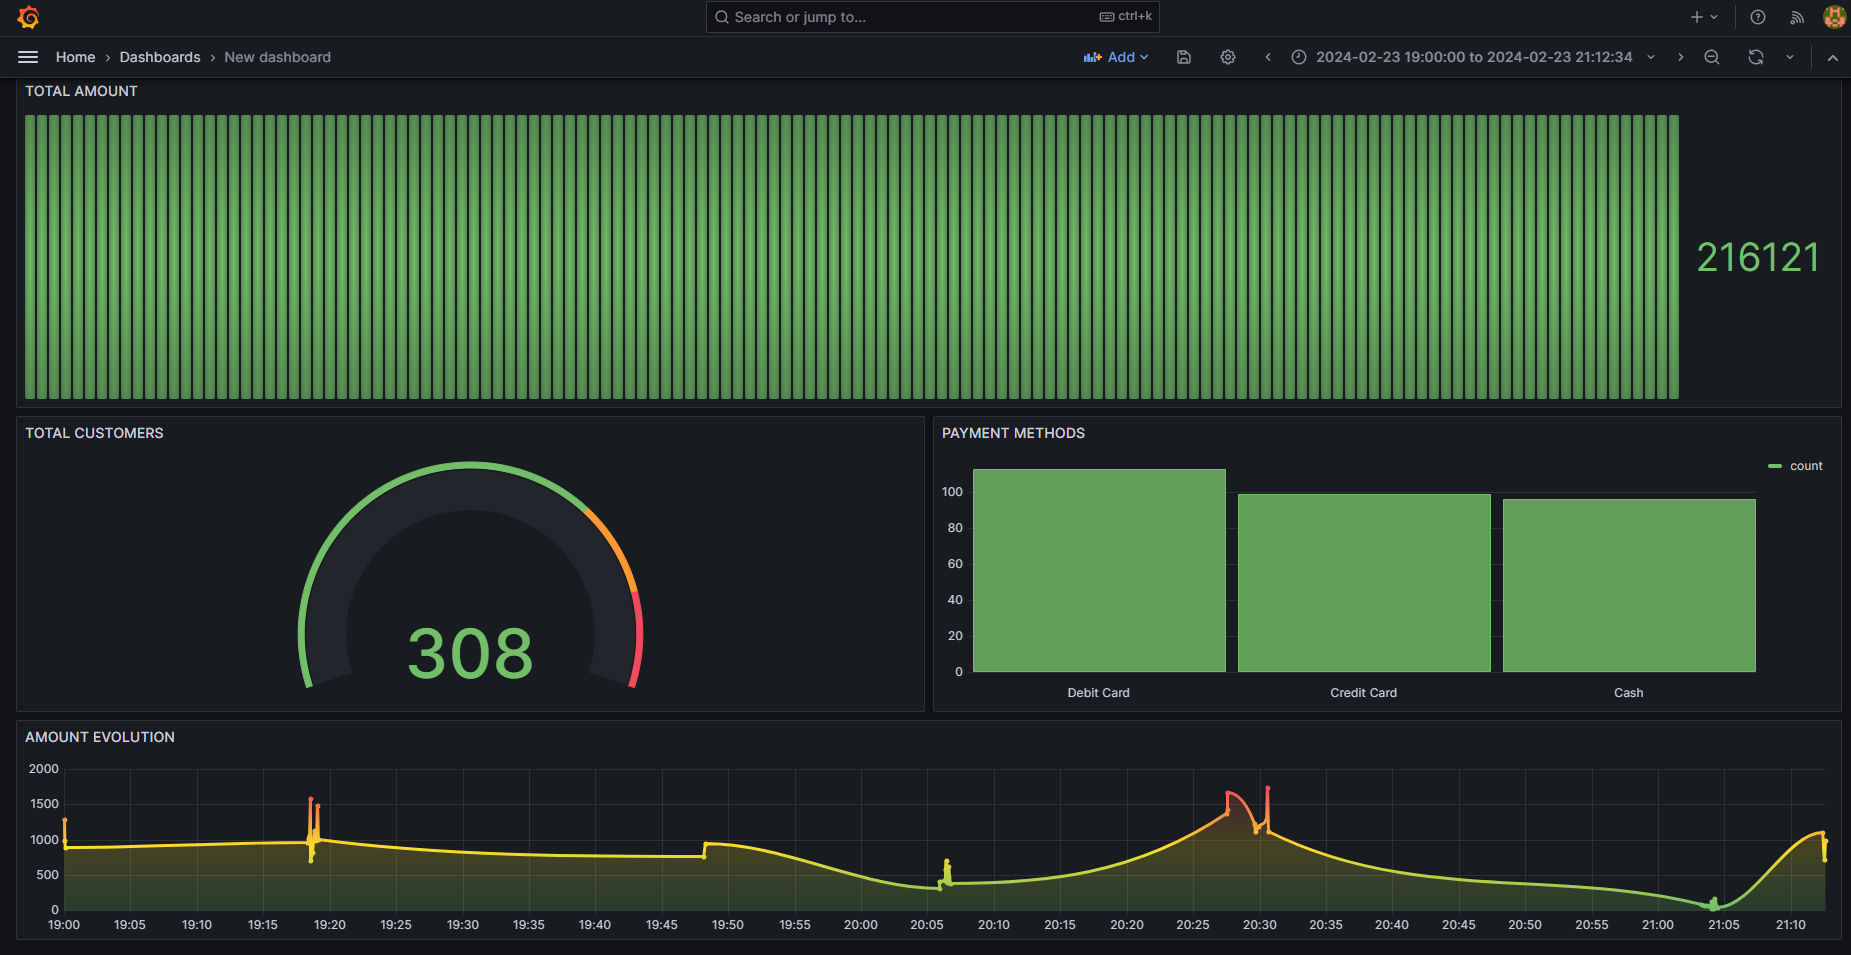 Search or jump to... ctrl+k
Home › Dashboards › New dashboard Add 2024-02-23 19:00:00 to 2024-02-23 21:12:34
TOTAL AMOUNT
216121
TOTAL CUSTOMERS
308
PAYMENT METHODS
count
100
80
60
40
20
0
Debit Card Credit Card Cash
AMOUNT EVOLUTION
2000
1500
1000
500
0
19:00 19:05 19:10 19:15 19:20 19:25 19:30 19:35 19:40 19:45 19:50 19:55 20:00 20:05 20:10 20:15 20:20 20:25 20:30 20:35 20:40 20:45 20:50 20:55 21:00 21:05 21:10